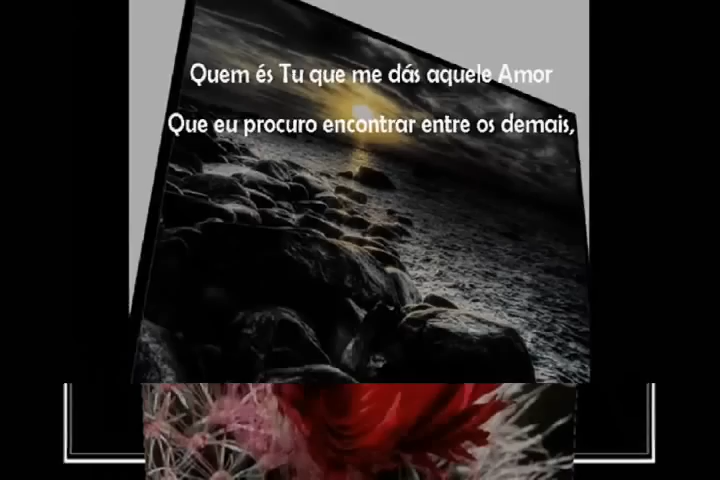 Quem és Tu que me dás aquele Amor
Que eu procuro encontrar entre os demais,